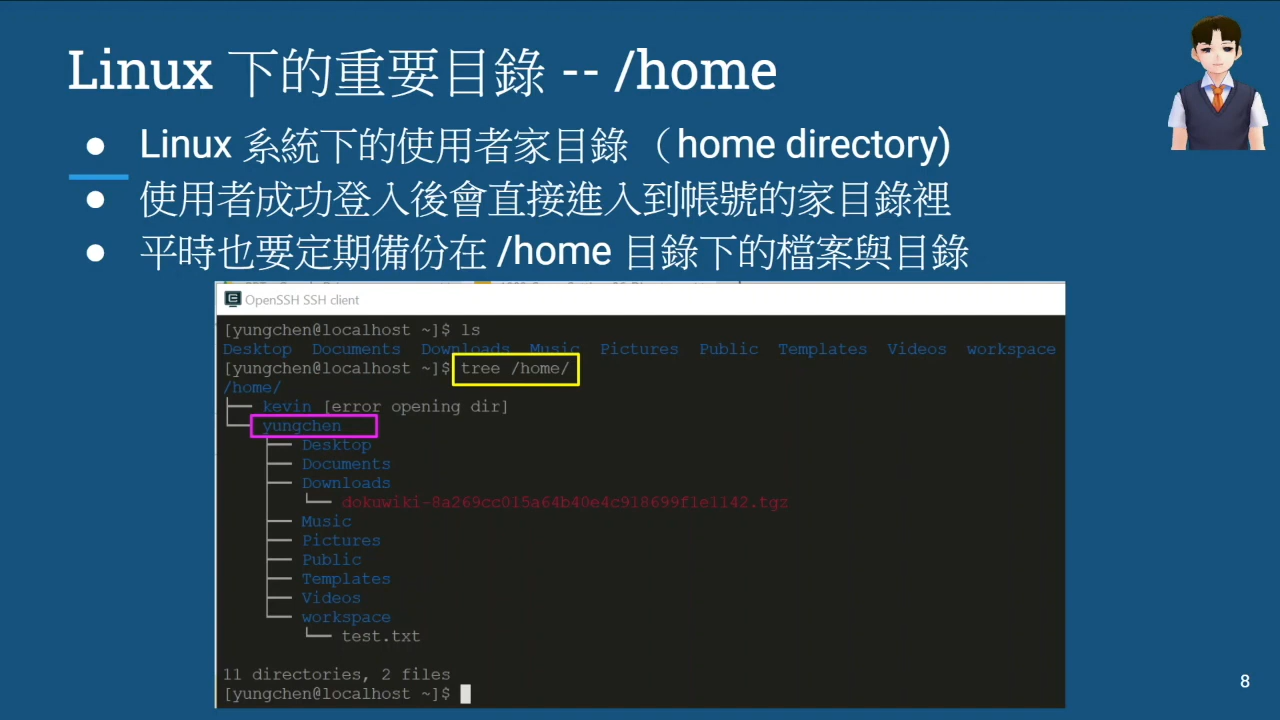 Linux 下的重要目錄 -- /home
● Linux 系統下的使用者家目錄（home directory)
● 使用者成功登入後會直接進入到帳號的家目錄裡
● 平時也要定期備份在 /home 目錄下的檔案與目錄
OpenSSH SSH client
[yungchen@localhost ~]$ ls
Desktop Documents Downloads Music Pictures Public Templates Videos workspace
[yungchen@localhost ~]$ tree /home/
/home/
├── kevin [error opening dir]
└── yungchen
    ├── Desktop
    ├── Documents
    ├── Downloads
    │   └── dokuwiki-8a269cc015a64b40e4c918699f1e1142.tgz
    ├── Music
    ├── Pictures
    ├── Public
    ├── Templates
    ├── Videos
    └── workspace
        └── test.txt
11 directories, 2 files
[yungchen@localhost ~]$
8